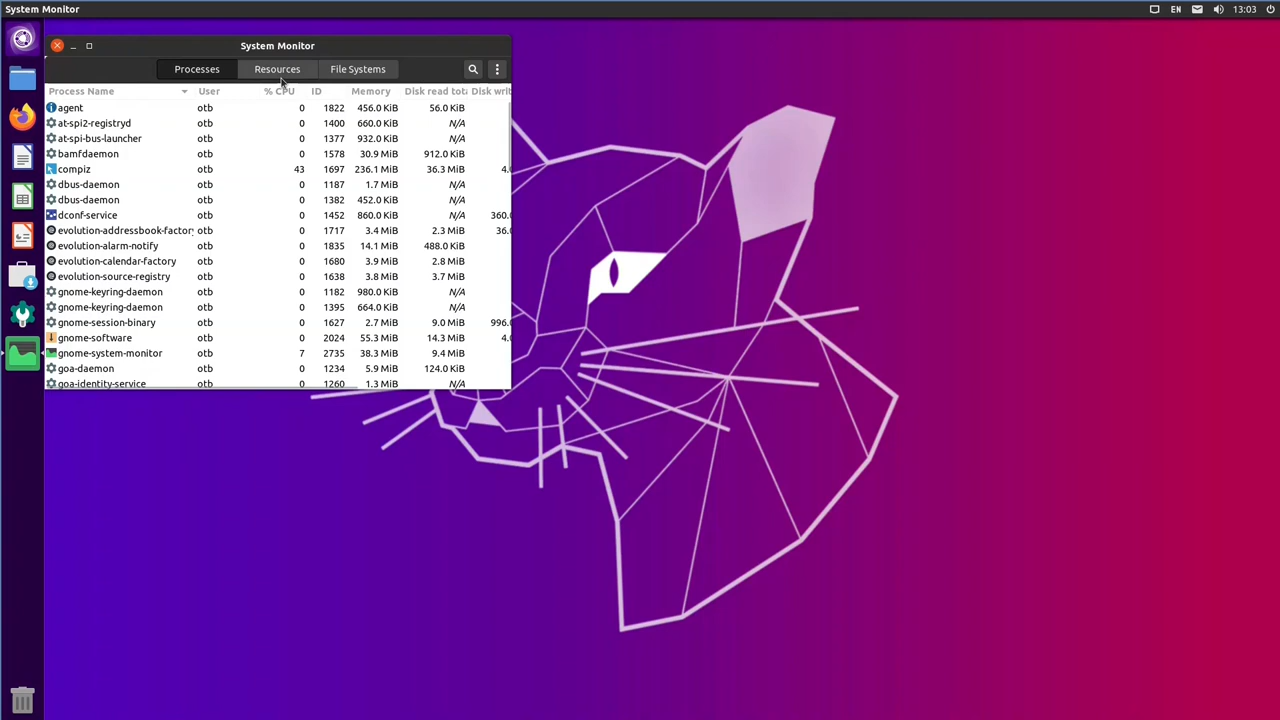 System Monitor EN 13:03
System Monitor
Processes Resources File Systems
Process Name User % CPU ID Memory Disk read tota Disk writ
agent otb 0 1822 456.0 KiB 56.0 KiB
at-spi2-registryd otb 0 1400 660.0 KiB N/A
at-spi-bus-launcher otb 0 1377 932.0 KiB N/A
bamfdaemon otb 0 1578 30.9 MiB 912.0 KiB
compiz otb 43 1697 236.1 MiB 36.3 MiB 4.0
dbus-daemon otb 0 1187 1.7 MiB N/A
dbus-daemon otb 0 1382 452.0 KiB N/A
dconf-service otb 0 1452 860.0 KiB N/A 360.0
evolution-addressbook-factory otb 0 1717 3.4 MiB 2.3 MiB 36.0
evolution-alarm-notify otb 0 1835 14.1 MiB 488.0 KiB
evolution-calendar-factory otb 0 1680 3.9 MiB 2.8 MiB
evolution-source-registry otb 0 1638 3.8 MiB 3.7 MiB
gnome-keyring-daemon otb 0 1182 980.0 KiB N/A
gnome-keyring-daemon otb 0 1395 664.0 KiB N/A
gnome-session-binary otb 0 1627 2.7 MiB 9.0 MiB 996.0
gnome-software otb 0 2024 55.3 MiB 14.3 MiB 4.0
gnome-system-monitor otb 7 2735 38.3 MiB 9.4 MiB
goa-daemon otb 0 1234 5.9 MiB 124.0 KiB
goa-identity-service otb 0 1260 1.3 MiB N/A